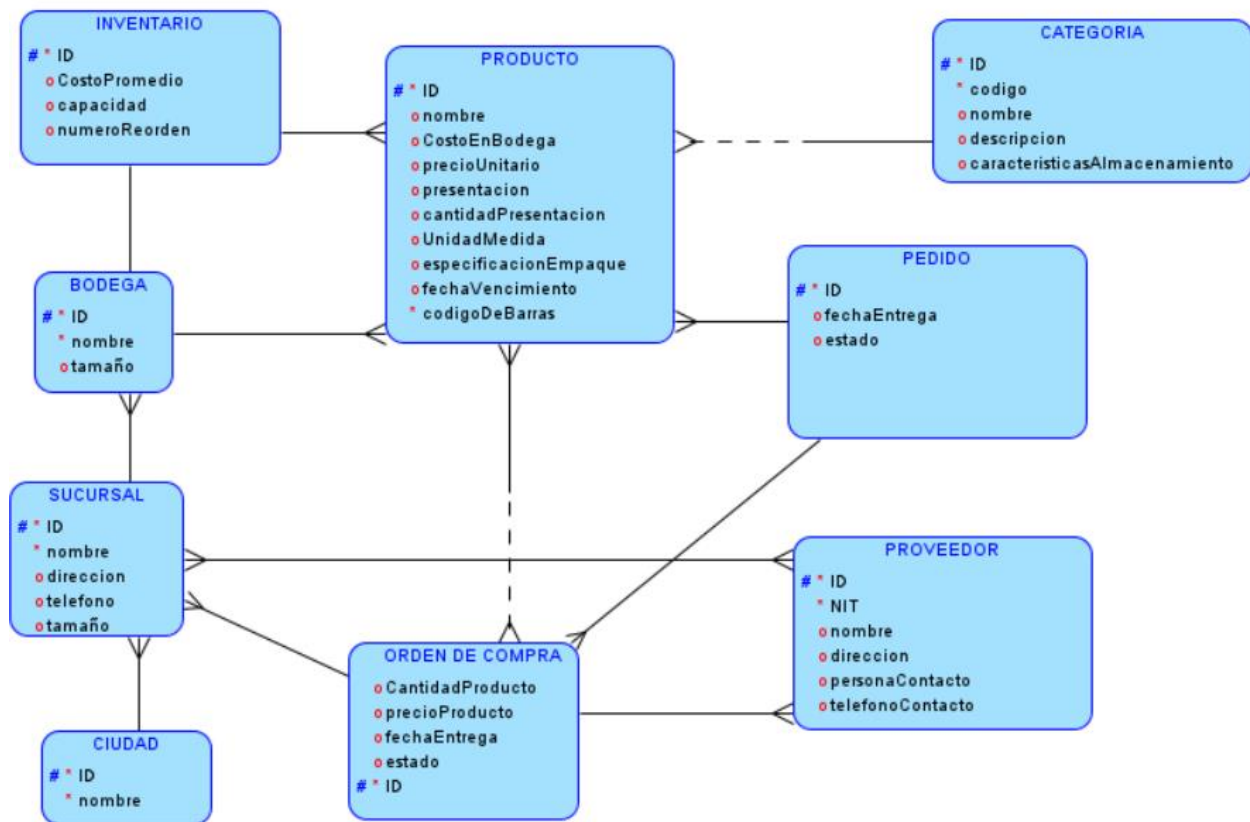 INVENTARIO
# * ID
o CostoPromedio
o capacidad
o numeroReorden
PRODUCTO
# * ID
o nombre
o CostoEnBodega
o precioUnitario
o presentacion
o cantidadPresentacion
o UnidadMedida
o especificacionEmpaque
o fechaVencimiento
* codigoDeBarras
CATEGORIA
# * ID
* codigo
o nombre
o descripcion
o caracteristicasAlmacenamiento
BODEGA
# * ID
* nombre
o tamaño
PEDIDO
# * ID
o fechaEntrega
o estado
SUCURSAL
# * ID
* nombre
o direccion
o telefono
o tamaño
PROVEEDOR
# * ID
* NIT
o nombre
o direccion
o personaContacto
o telefonoContacto
ORDEN DE COMPRA
o CantidadProducto
o precioProducto
o fechaEntrega
o estado
# * ID
CIUDAD
# * ID
* nombre